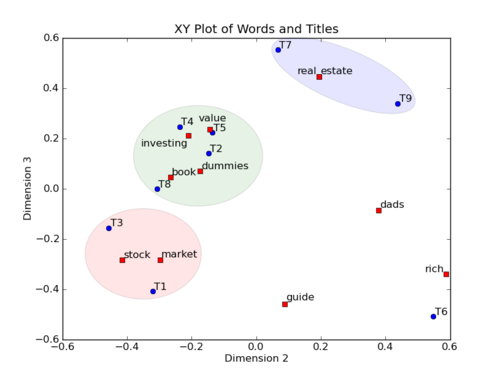 XY Plot of Words and Titles
0.6
0.4
0.2
0.0
−0.2
−0.4
−0.6
Dimension 3
T7
real estate
T9
T4
value
T5
investing
T2
book
dummies
T8
dads
T3
stock
market
rich
T1
guide
T6
−0.6
−0.4
−0.2
0.0
0.2
0.4
0.6
Dimension 2